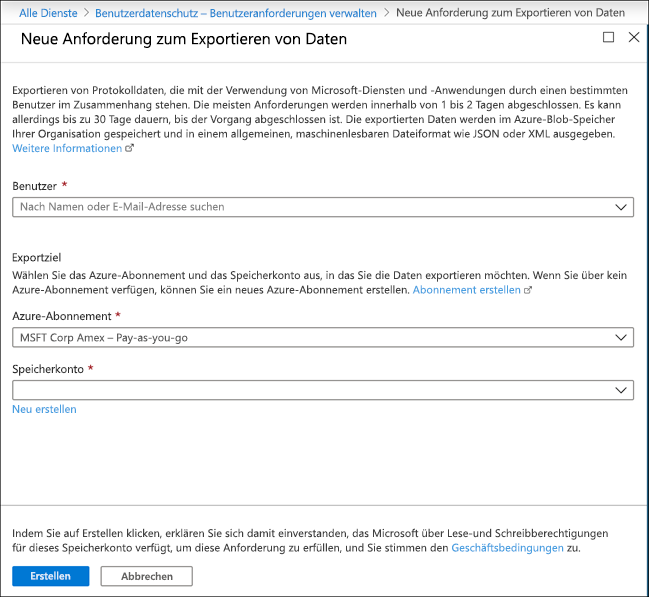 Alle Dienste > Benutzerdatenschutz – Benutzeranforderungen verwalten > Neue Anforderung zum Exportieren von Daten
Neue Anforderung zum Exportieren von Daten
Exportieren von Protokolldaten, die mit der Verwendung von Microsoft-Diensten und -Anwendungen durch einen bestimmten
Benutzer im Zusammenhang stehen. Die meisten Anforderungen werden innerhalb von 1 bis 2 Tagen abgeschlossen. Es kann
allerdings bis zu 30 Tage dauern, bis der Vorgang abgeschlossen ist. Die exportierten Daten werden im Azure-Blob-Speicher
Ihrer Organisation gespeichert und in einem allgemeinen, maschinenlesbaren Dateiformat wie JSON oder XML ausgegeben.
Weitere Informationen
Benutzer *
Nach Namen oder E-Mail-Adresse suchen
Exportziel
Wählen Sie das Azure-Abonnement und das Speicherkonto aus, in das Sie die Daten exportieren möchten. Wenn Sie über kein
Azure-Abonnement verfügen, können Sie ein neues Azure-Abonnement erstellen. Abonnement erstellen
Azure-Abonnement *
MSFT Corp Amex – Pay-as-you-go
Speicherkonto *
Neu erstellen
Indem Sie auf Erstellen klicken, erklären Sie sich damit einverstanden, das Microsoft über Lese-und Schreibberechtigungen
für dieses Speicherkonto verfügt, um diese Anforderung zu erfüllen, und Sie stimmen den Geschäftsbedingungen zu.
Erstellen
Abbrechen